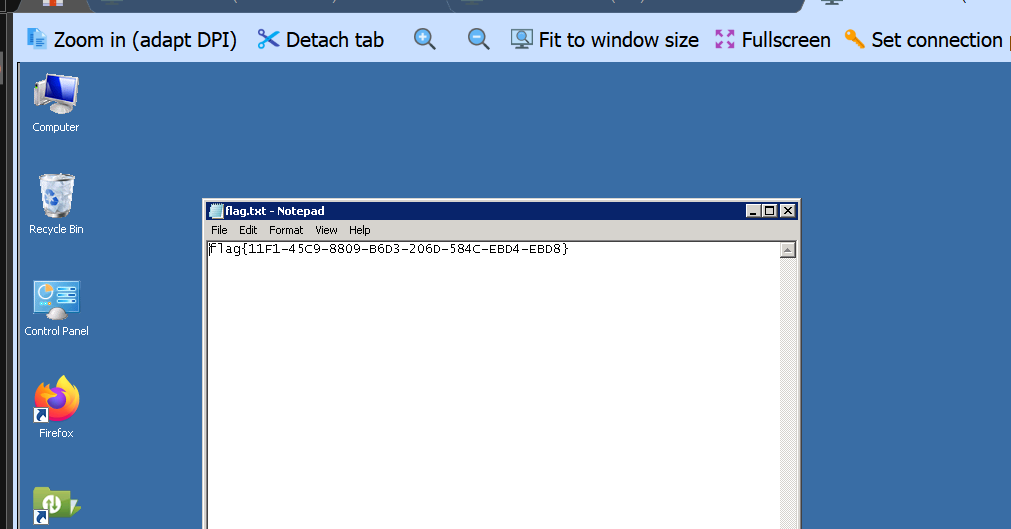 Zoom in (adapt DPI) Detach tab Fit to window size Fullscreen Set connection
Computer
Recycle Bin
flag.txt - Notepad
File Edit Format View Help
flag{11F1-45C9-8809-B6D3-206D-584C-EBD4-EBD8}
Control Panel
Firefox